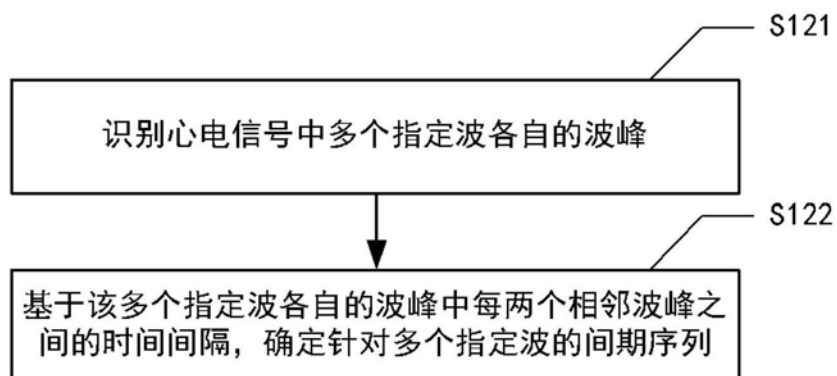 S121
识别心电信号中多个指定波各自的波峰
S122
基于该多个指定波各自的波峰中每两个相邻波峰之
间的时间间隔，确定针对多个指定波的间期序列